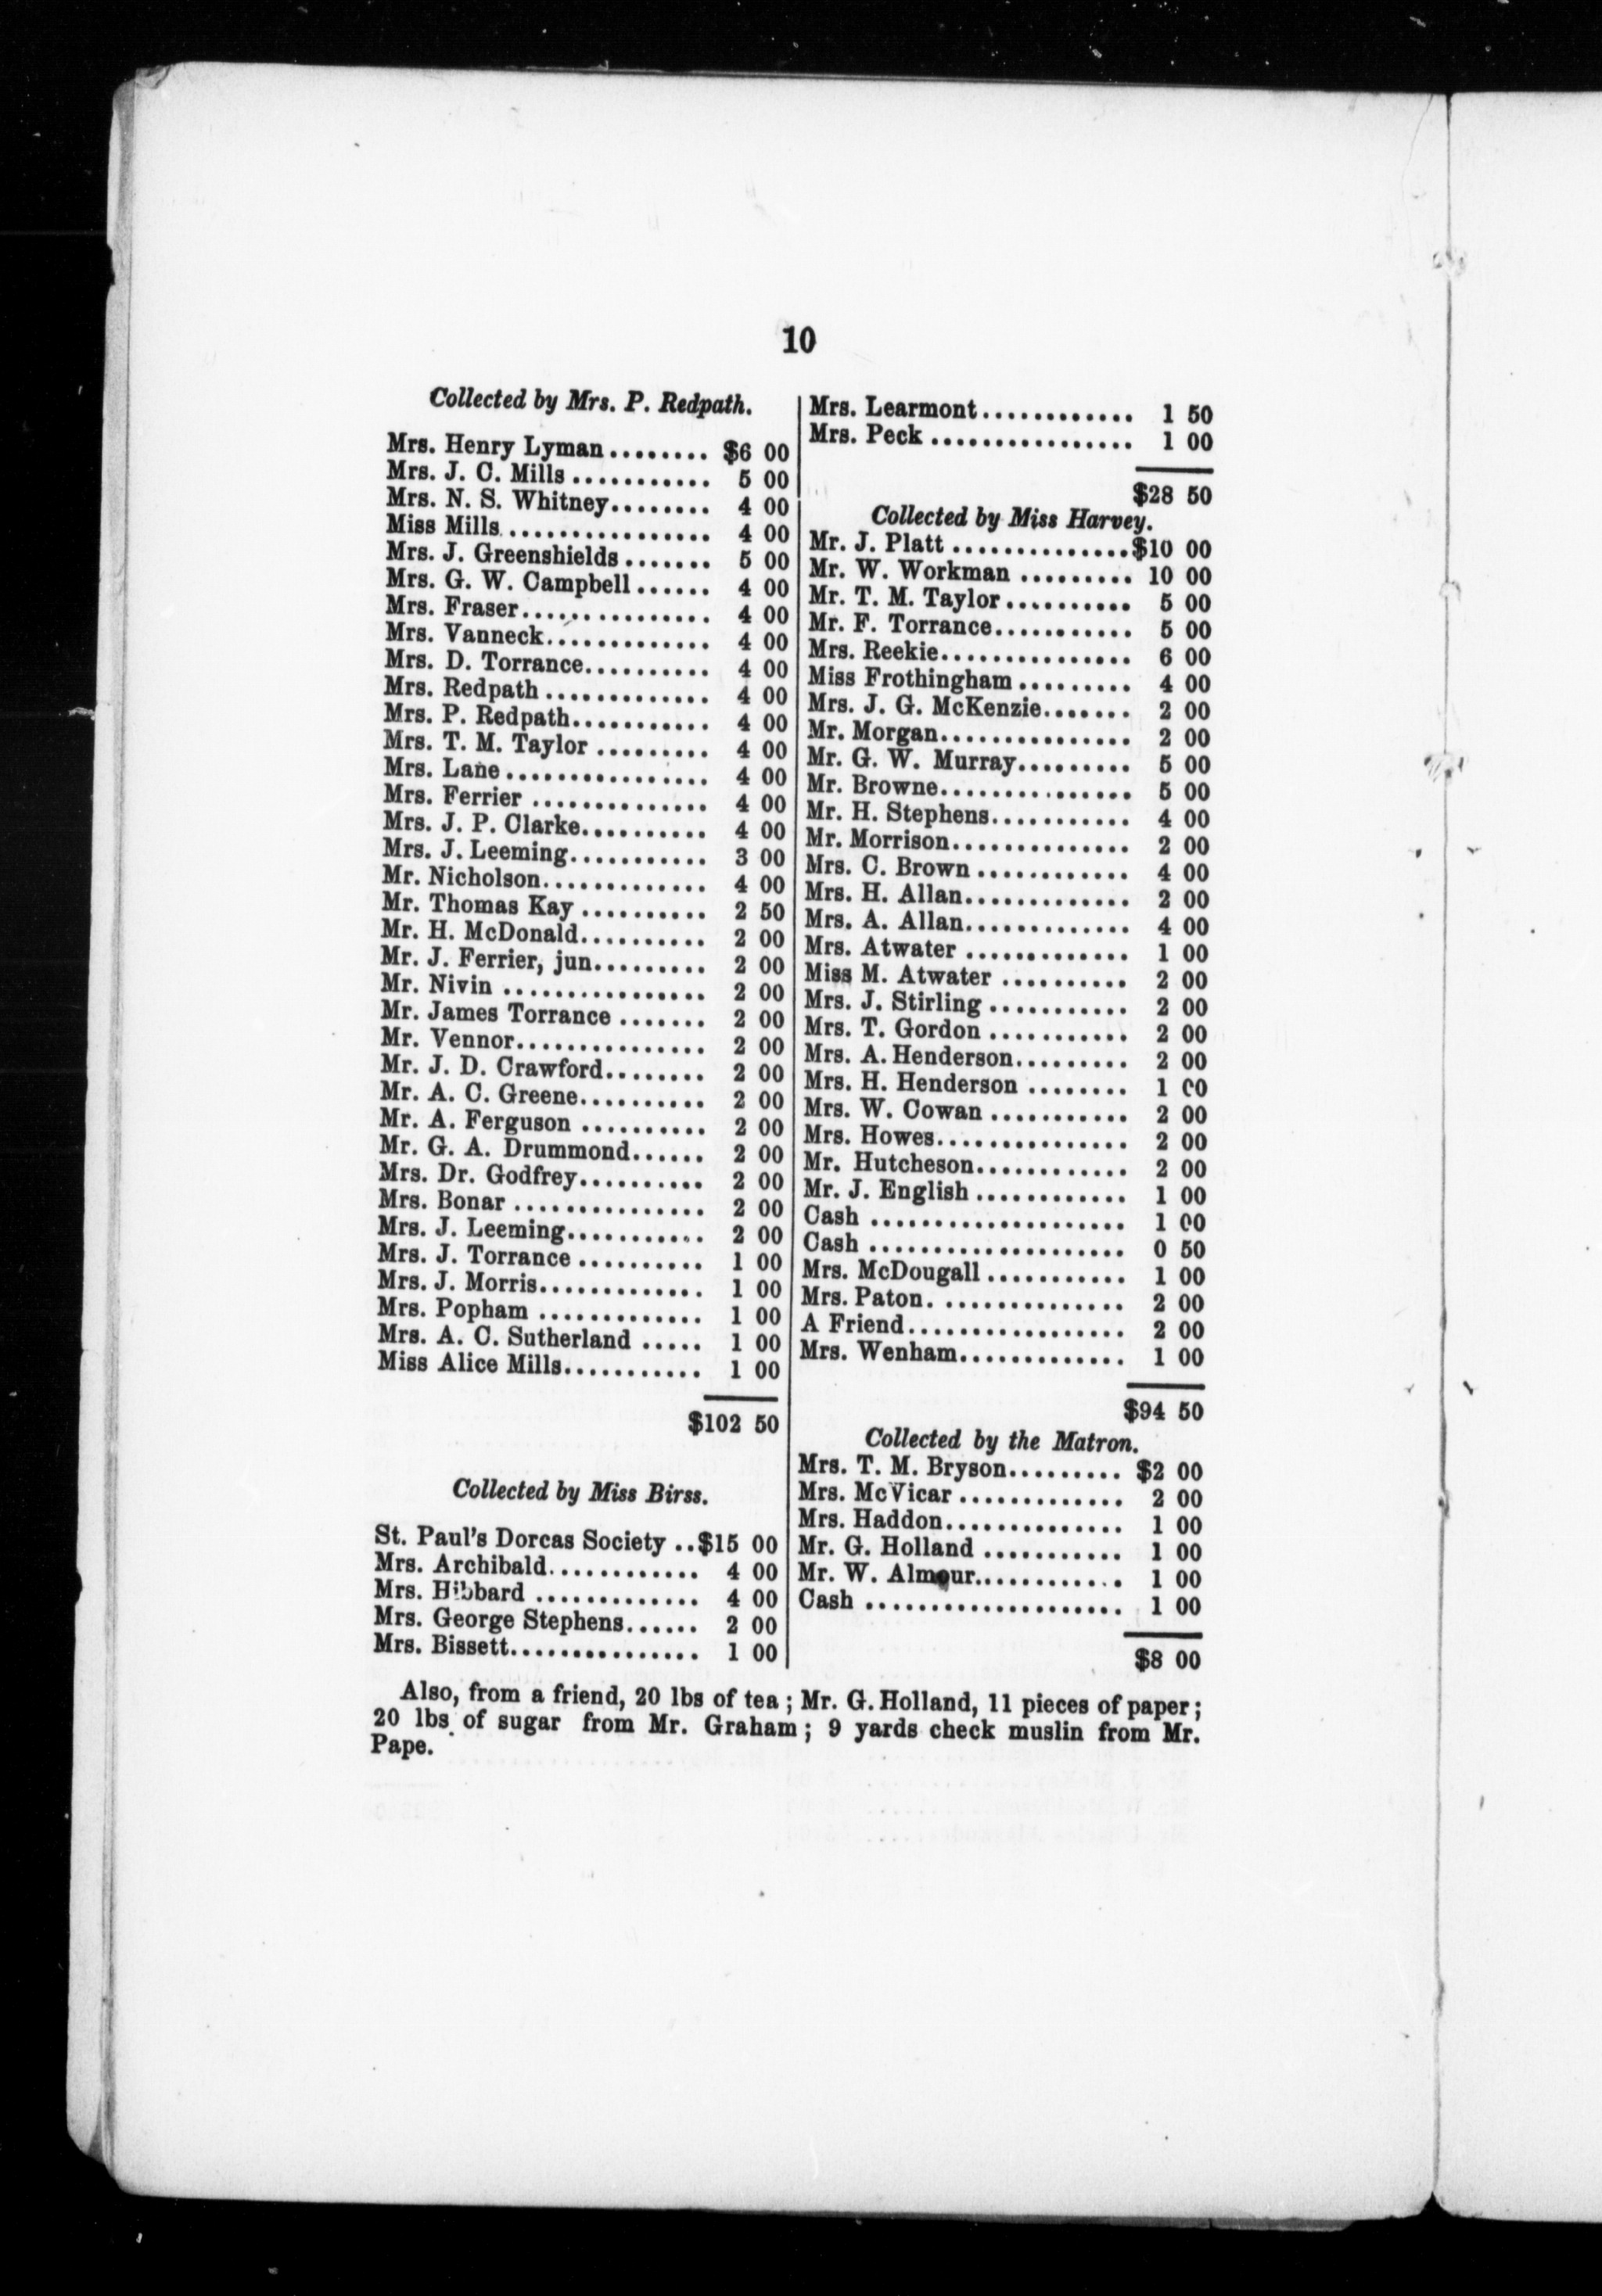 10
Collected by Mrs. P. Redpath.
Mrs. Henry Lyman........ $6 00
Mrs. J. C. Mills........... 5 00
Mrs. N. S. Whitney........ 4 00
Miss Mills................ 4 00
Mrs. J. Greenshields....... 5 00
Mrs. G. W. Campbell...... 4 00
Mrs. Fraser............... 4 00
Mrs. Vanneck............. 4 00
Mrs. D. Torrance.......... 4 00
Mrs. Redpath............. 4 00
Mrs. P. Redpath........... 4 00
Mrs. T. M. Taylor......... 4 00
Mrs. Lane................ 4 00
Mrs. Ferrier.............. 4 00
Mrs. J. P. Clarke.......... 4 00
Mrs. J. Leeming........... 3 00
Mr. Nicholson............. 4 00
Mr. Thomas Kay.......... 2 50
Mr. H. McDonald.......... 2 00
Mr. J. Ferrier, jun......... 2 00
Mr. Nivin................ 2 00
Mr. James Torrance....... 2 00
Mr. Vennor............... 2 00
Mr. J. D. Crawford........ 2 00
Mr. A. C. Greene.......... 2 00
Mr. A. Ferguson.......... 2 00
Mr. G. A. Drummond...... 2 00
Mrs. Dr. Godfrey.......... 2 00
Mrs. Bonar............... 2 00
Mrs. J. Leeming........... 2 00
Mrs. J. Torrance.......... 1 00
Mrs. J. Morris............. 1 00
Mrs. Popham............. 1 00
Mrs. A. C. Sutherland..... 1 00
Miss Alice Mills........... 1 00
$102 50
Collected by Miss Birss.
St. Paul's Dorcas Society..$15 00
Mrs. Archibald............ 4 00
Mrs. Hibbard............. 4 00
Mrs. George Stephens...... 2 00
Mrs. Bissett............... 1 00
Mrs. Learmont............ 1 50
Mrs. Peck................ 1 00
$28 50
Collected by Miss Harvey.
Mr. J. Platt..............$10 00
Mr. W. Workman......... 10 00
Mr. T. M. Taylor.......... 5 00
Mr. F. Torrance........... 5 00
Mrs. Reekie............... 6 00
Miss Frothingham......... 4 00
Mrs. J. G. McKenzie....... 2 00
Mr. Morgan............... 2 00
Mr. G. W. Murray......... 5 00
Mr. Browne............... 5 00
Mr. H. Stephens........... 4 00
Mr. Morrison.............. 2 00
Mrs. C. Brown............ 4 00
Mrs. H. Allan............. 2 00
Mrs. A. Allan............. 4 00
Mrs. Atwater............. 1 00
Miss M. Atwater.......... 2 00
Mrs. J. Stirling........... 2 00
Mrs. T. Gordon........... 2 00
Mrs. A. Henderson......... 2 00
Mrs. H. Henderson........ 1 00
Mrs. W. Cowan........... 2 00
Mrs. Howes............... 2 00
Mr. Hutcheson............ 2 00
Mr. J. English............ 1 00
Cash.................... 1 00
Cash.................... 0 50
Mrs. McDougall........... 1 00
Mrs. Paton............... 2 00
A Friend................. 2 00
Mrs. Wenham............. 1 00
$94 50
Collected by the Matron.
Mrs. T. M. Bryson......... $2 00
Mrs. McVicar............. 2 00
Mrs. Haddon.............. 1 00
Mr. G. Holland........... 1 00
Mr. W. Almour............ 1 00
Cash.................... 1 00
$8 00
Also, from a friend, 20 lbs of tea; Mr. G. Holland, 11 pieces of paper;
20 lbs of sugar from Mr. Graham; 9 yards check muslin from Mr.
Pape.